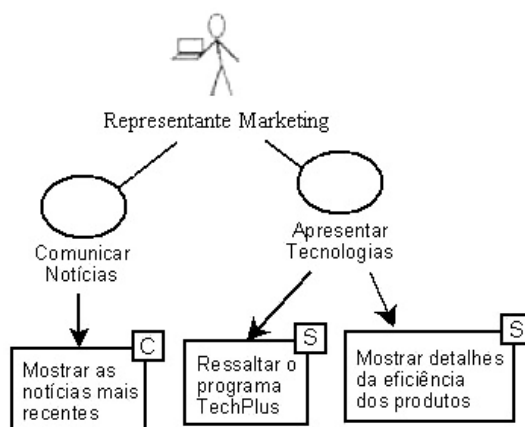 Representante Marketing
Comunicar
Notícias
Apresentar
Tecnologias
C
Mostrar as
notícias mais
recentes
S
Ressaltar o
programa
TechPlus
S
Mostrar detalhes
da eficiência
dos produtos